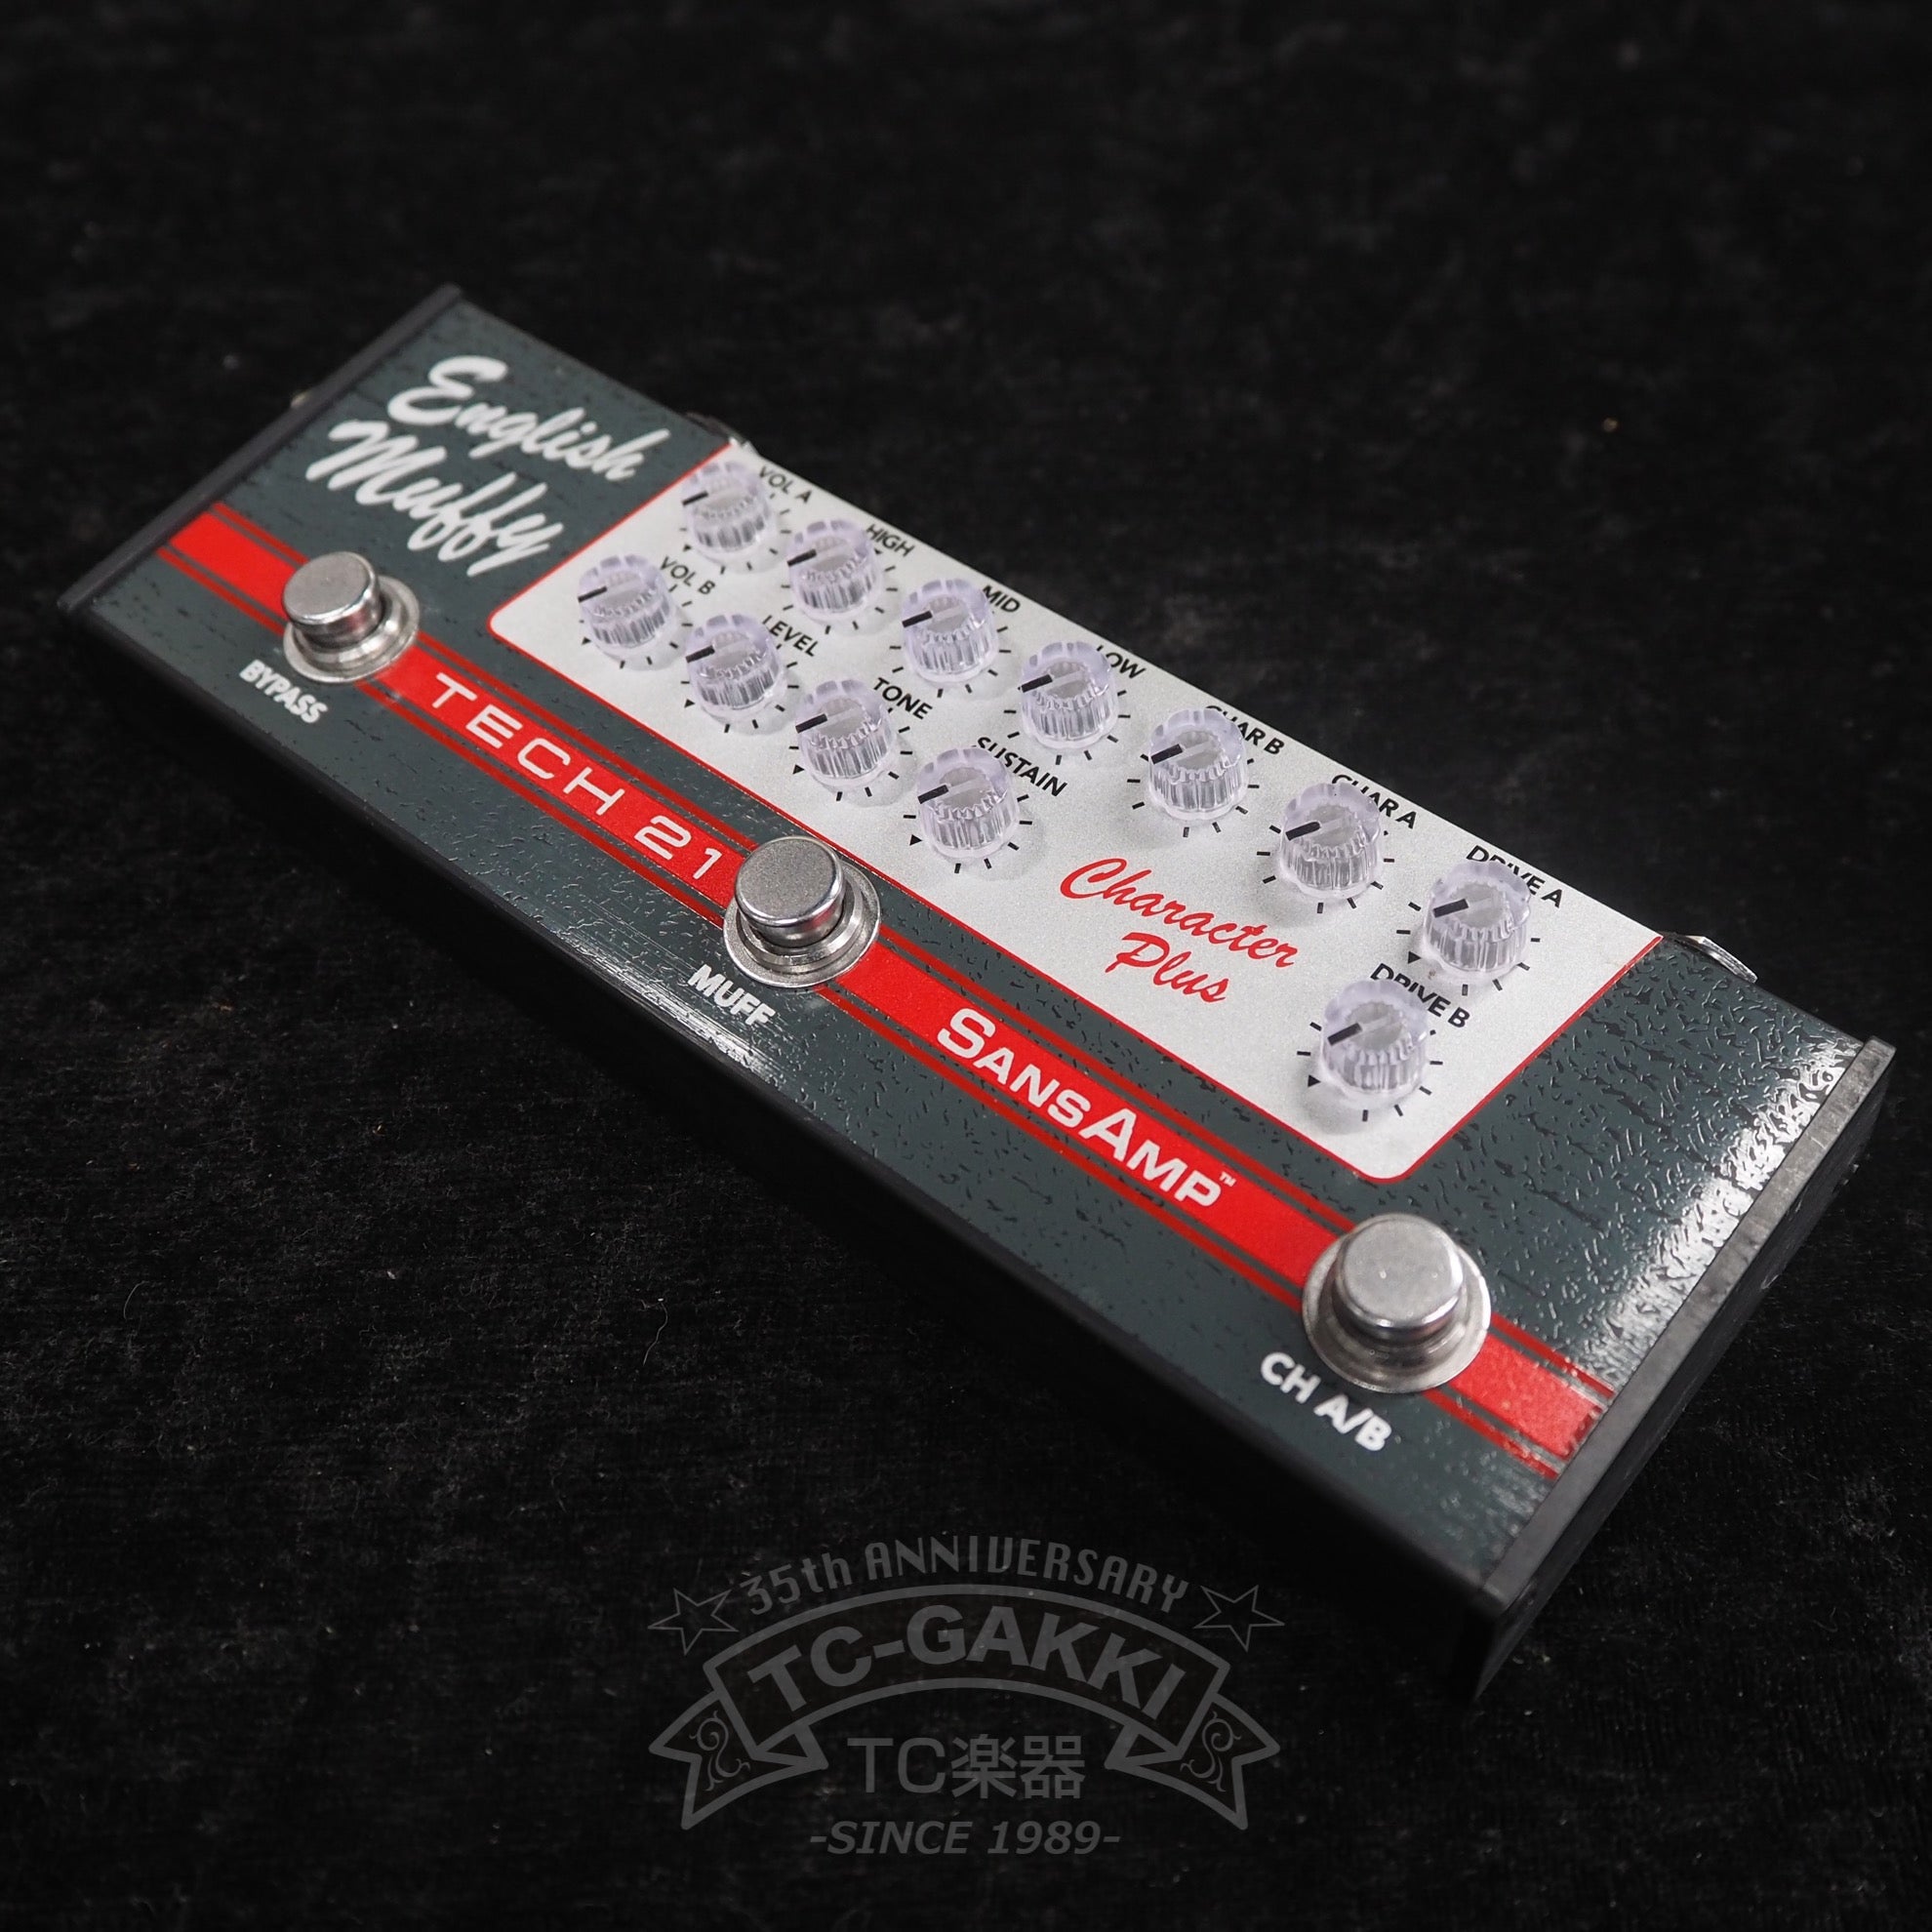 English
Muffy
VOL A
HIGH
MID
LOW
CHAR B
CHAR A
DRIVE A
VOL B
LEVEL
TONE
SUSTAIN
DRIVE B
Character
Plus
TECH 21
SANSAMP™
BYPASS
MUFF
CH A/B
35th ANNIVERSARY
TC-GAKKI
TC楽器
-SINCE 1989-